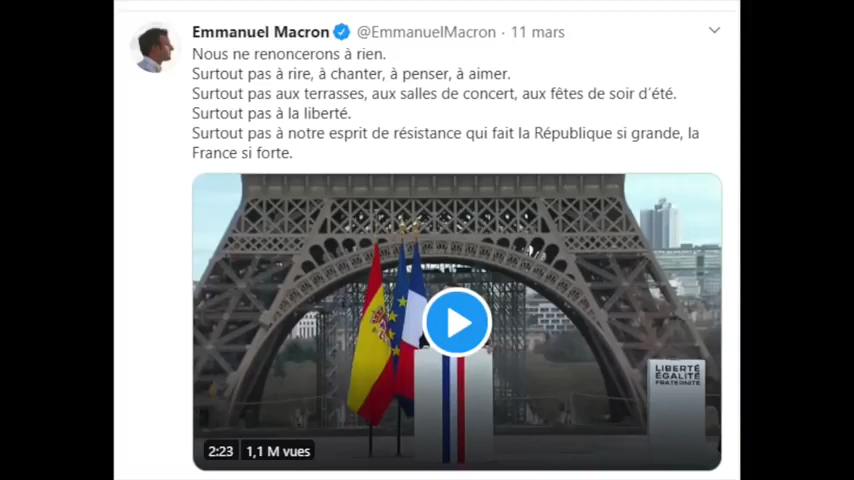 Emmanuel Macron @EmmanuelMacron · 11 mars
Nous ne renoncerons à rien.
Surtout pas à rire, à chanter, à penser, à aimer.
Surtout pas aux terrasses, aux salles de concert, aux fêtes de soir d´été.
Surtout pas à la liberté.
Surtout pas à notre esprit de résistance qui fait la République si grande, la
France si forte.
LIBERTÉ
ÉGALITÉ
FRATERNITÉ
2:23 1,1 M vues